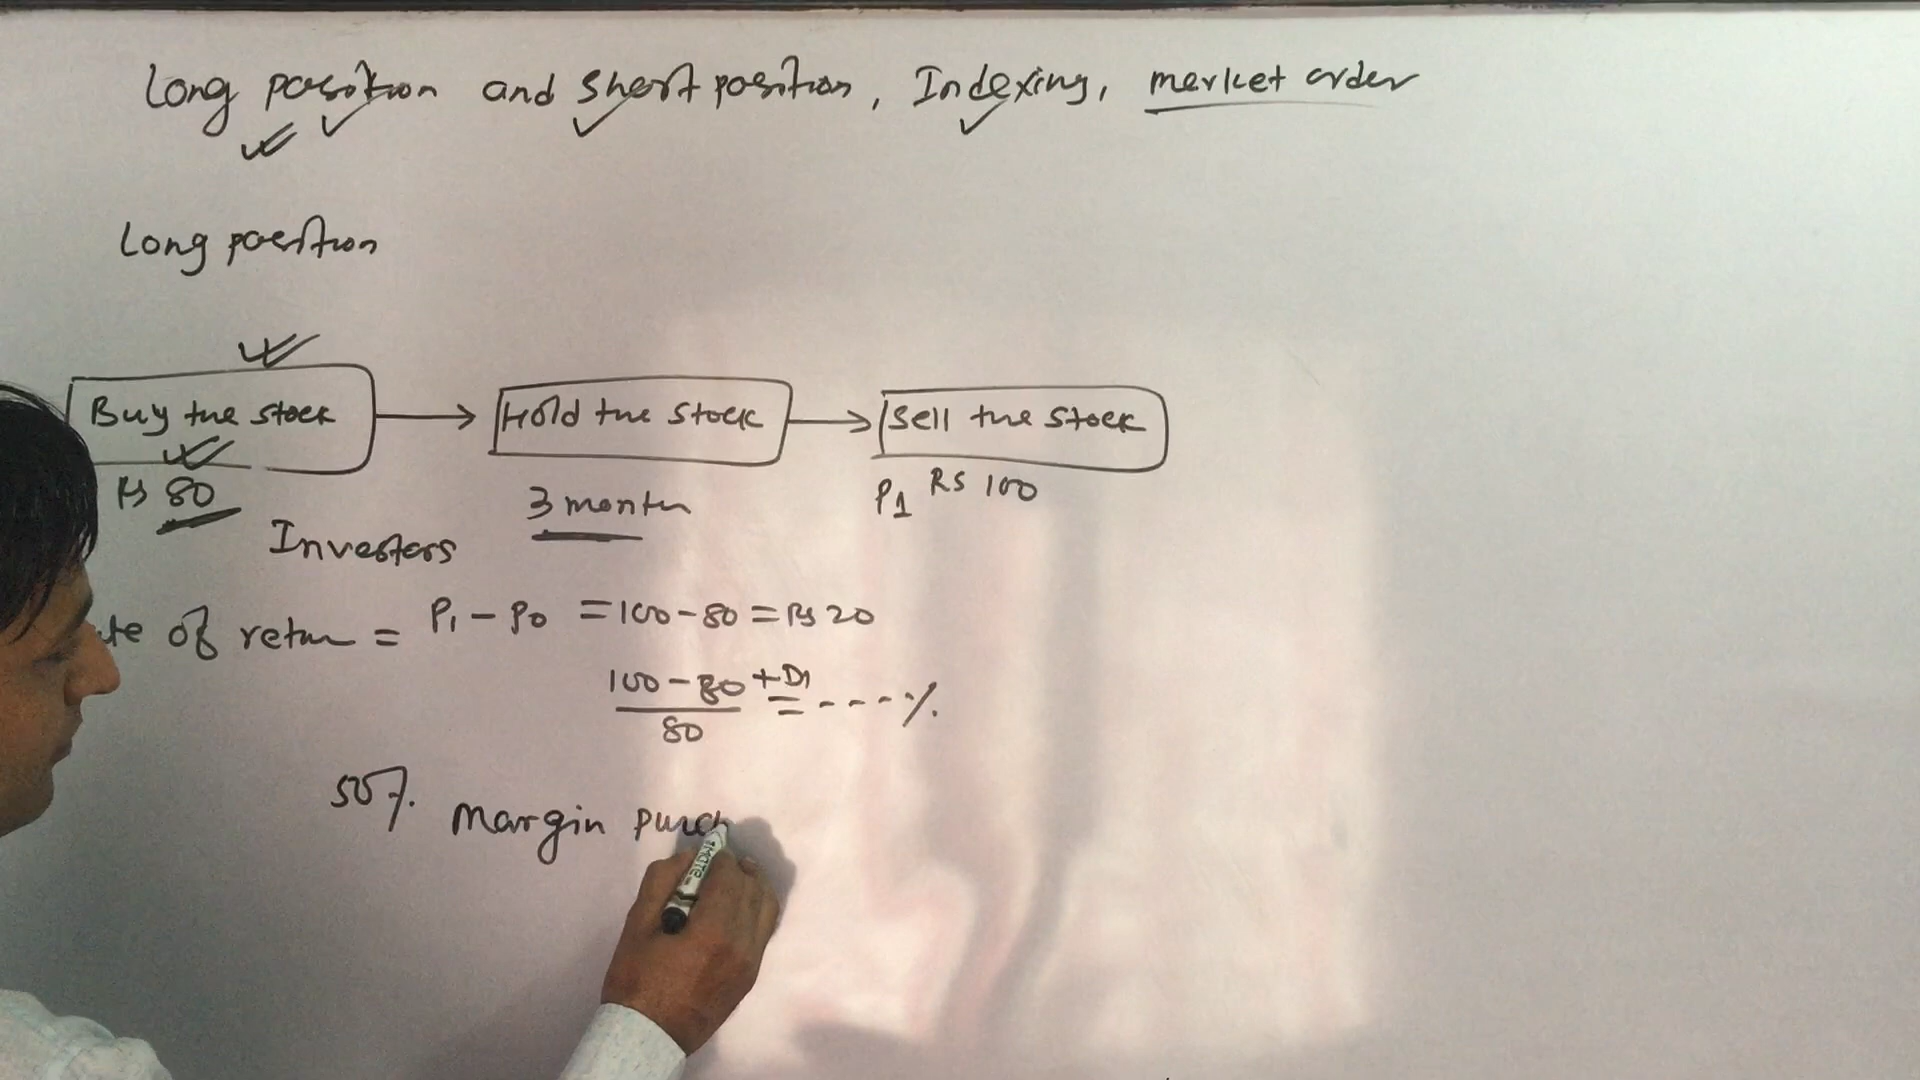 Long position and short position, Indexing, market order
Long position
Buy the stock
Hold the stock
Sell the stock
Rs 80
3 month
P1 Rs 100
Investors
te of return = P1 - P0 = 100 - 80 = Rs 20
100 - 80 + D1
80
= - - - - %.
50%.
Margin purch